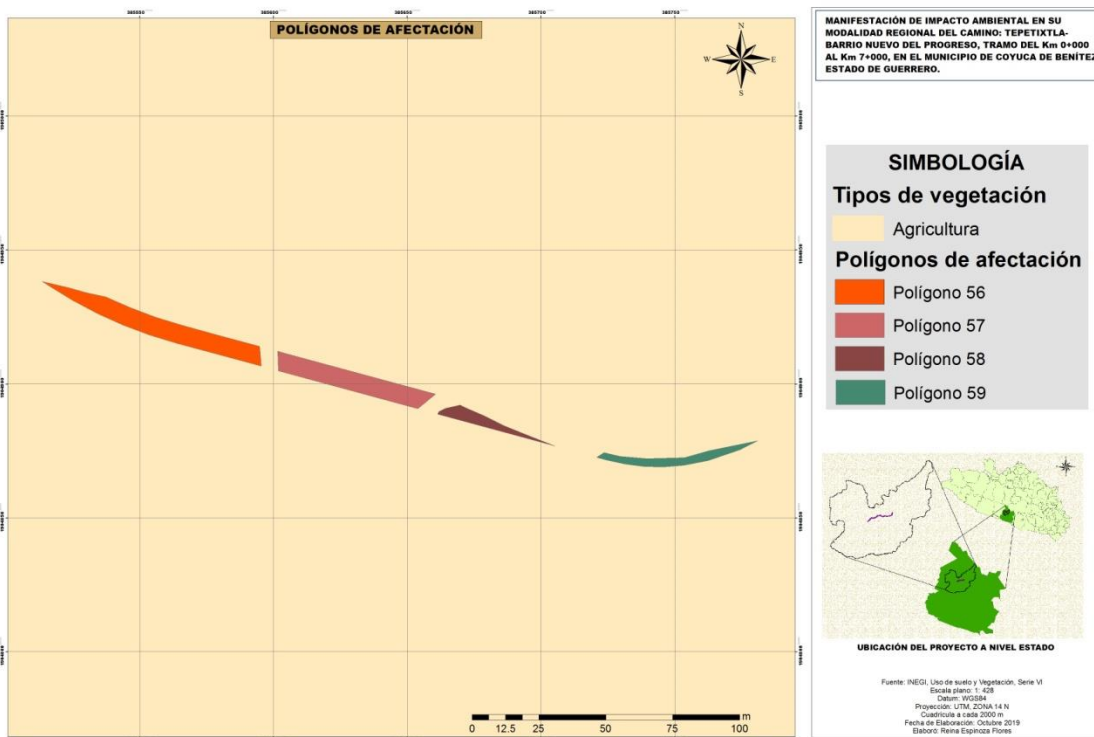 POLÍGONOS DE AFECTACIÓN
N
W
E
S
m
0
12.5
25
50
75
100
MANIFESTACIÓN DE IMPACTO AMBIENTAL EN SU
MODALIDAD REGIONAL DEL CAMINO: TEPETIXTLA-
BARRIO NUEVO DEL PROGRESO, TRAMO DEL Km 0+000
AL Km 7+000, EN EL MUNICIPIO DE COYUCA DE BENÍTEZ
ESTADO DE GUERRERO.
SIMBOLOGÍA
Tipos de vegetación
Agricultura
Polígonos de afectación
Polígono 56
Polígono 57
Polígono 58
Polígono 59
UBICACIÓN DEL PROYECTO A NIVEL ESTADO
Fuente: INEGI, Uso de suelo y Vegetación, Serie VI
Escala plano: 1: 428
Datum: WGS84
Proyección: UTM, ZONA 14 N
Cuadrícula a cada 2000 m
Fecha de Elaboración: Octubre 2019
Elaboró: Reina Espinoza Flores